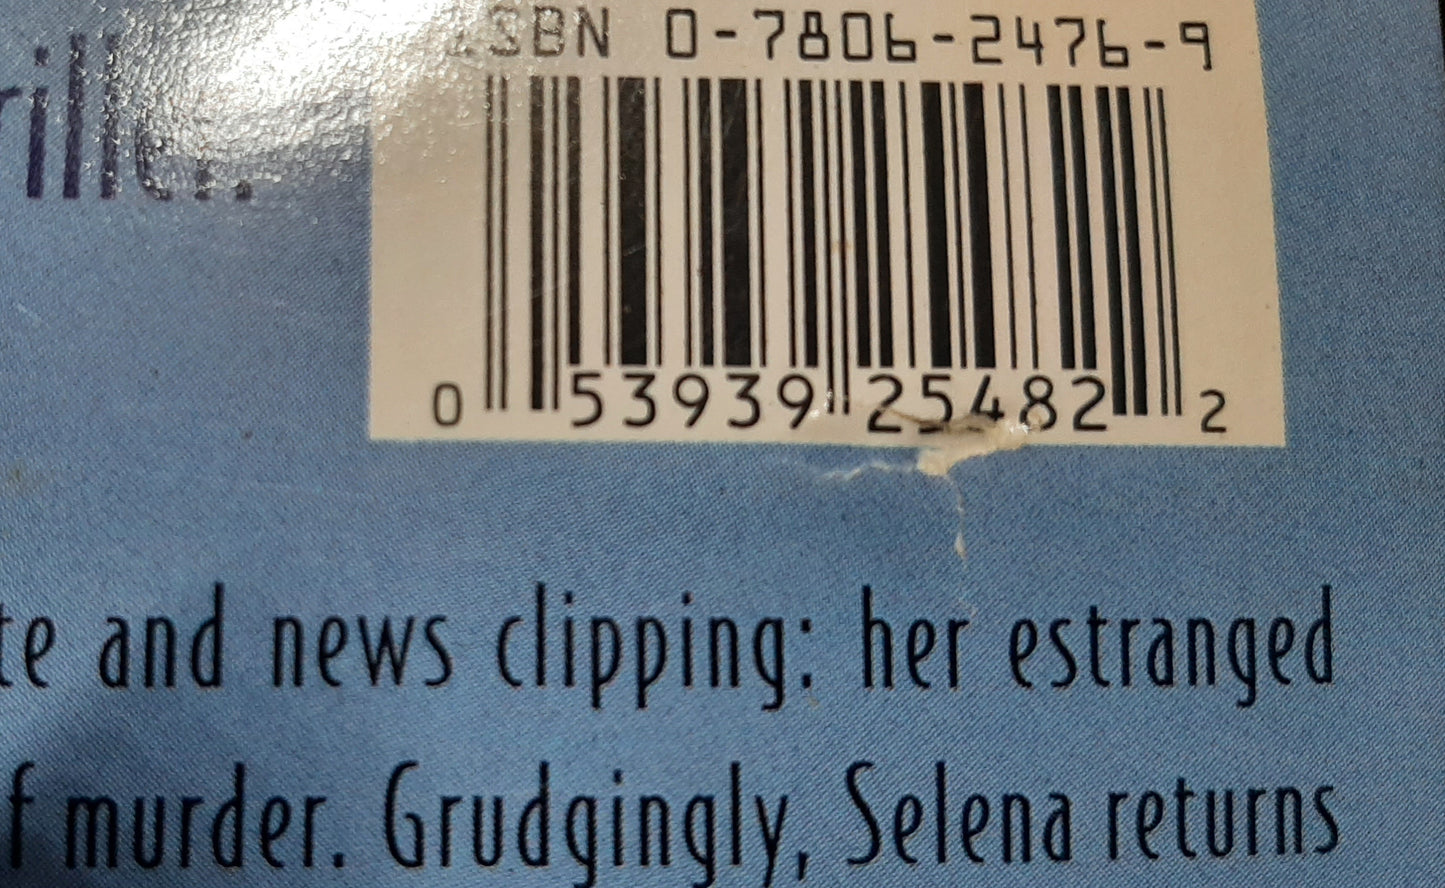 ISBN 0-7806-2476-9
riller.
0 53939 25482 2
te and news clipping: her estranged
f murder. Grudgingly, Selena returns